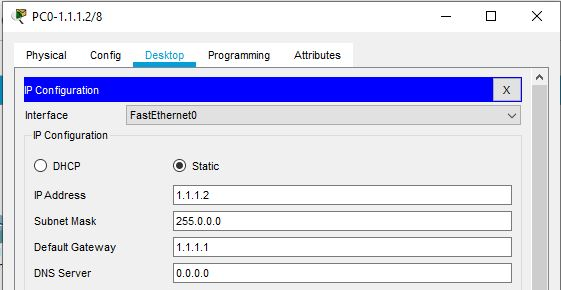 PC0-1.1.1.2/8
Physical Config Desktop Programming Attributes
IP Configuration X
Interface FastEthernet0
IP Configuration
DHCP Static
IP Address 1.1.1.2
Subnet Mask 255.0.0.0
Default Gateway 1.1.1.1
DNS Server 0.0.0.0